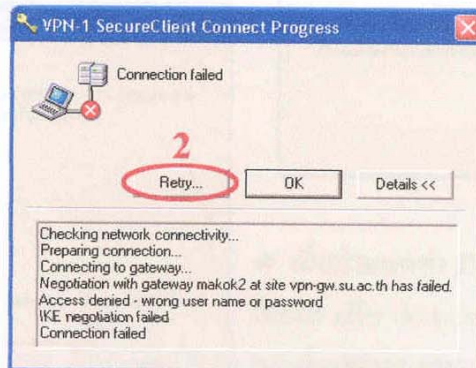 VPN-1 SecureClient Connect Progress
Connection failed
2
Retry...
OK
Details <<
Checking network connectivity...
Preparing connection...
Connecting to gateway...
Negotiation with gateway makok2 at site vpn-gw.su.ac.th has failed.
Access denied - wrong user name or password
IKE negotiation failed
Connection failed